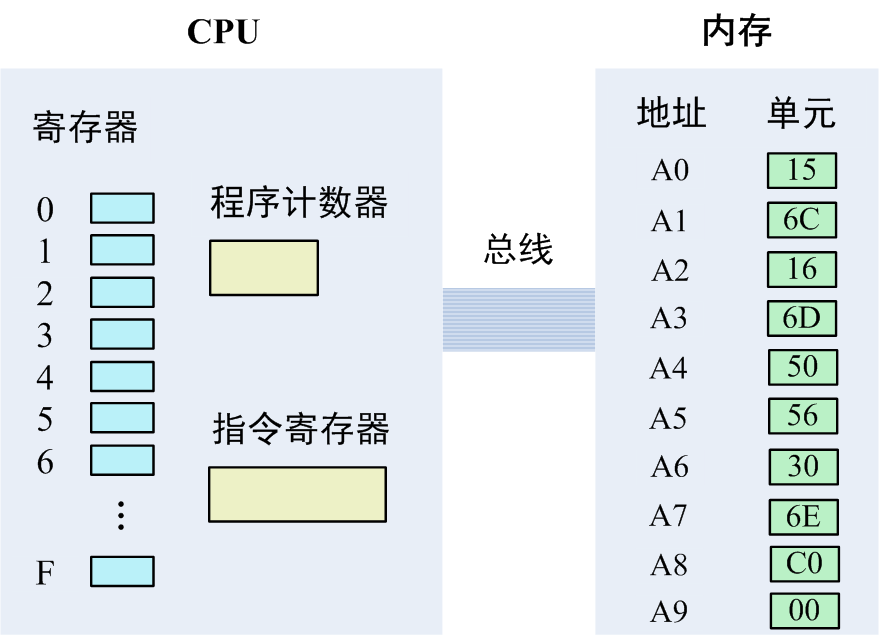 CPU
内存
寄存器
0
1
2
3
4
5
6
⋮
F
程序计数器
指令寄存器
总线
地址 单元
A0 15
A1 6C
A2 16
A3 6D
A4 50
A5 56
A6 30
A7 6E
A8 C0
A9 00